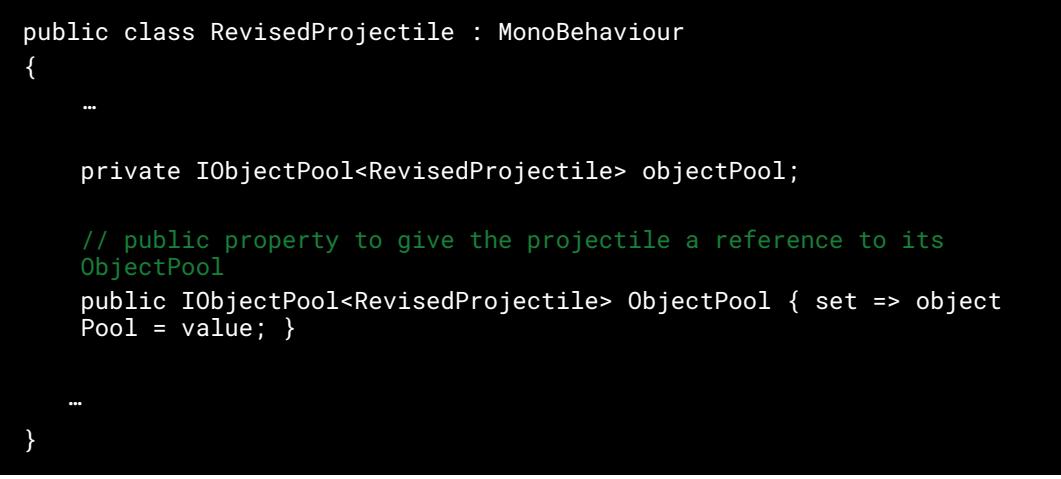 public class RevisedProjectile : MonoBehaviour
{
…
private IObjectPool<RevisedProjectile> objectPool;
// public property to give the projectile a reference to its
ObjectPool
public IObjectPool<RevisedProjectile> ObjectPool { set => object
Pool = value; }
…
}